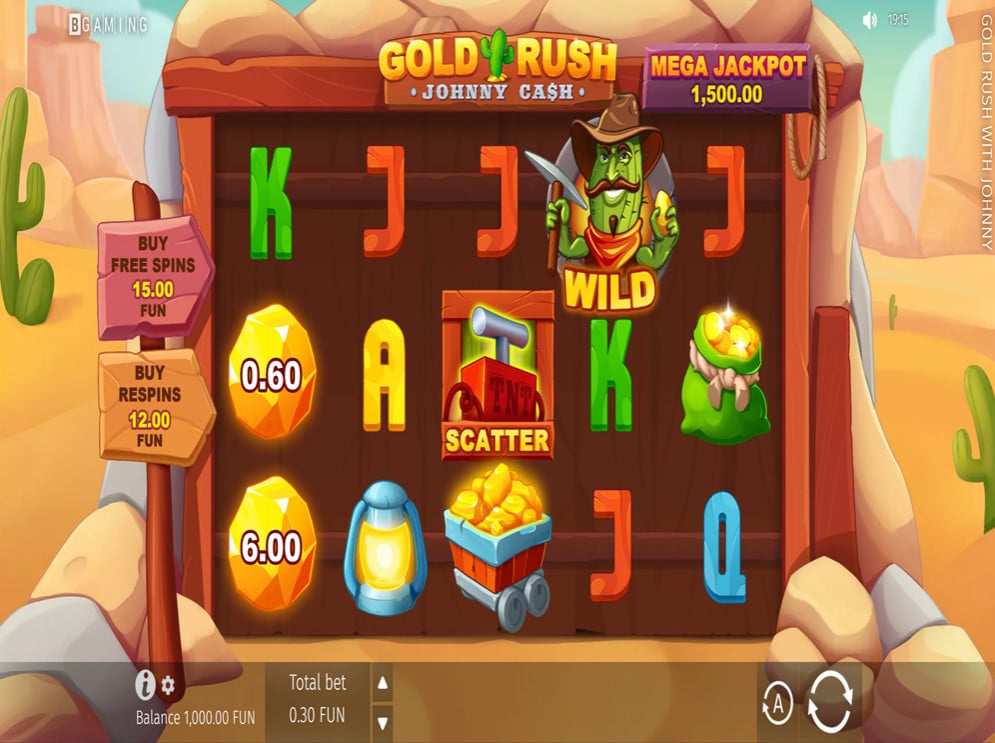 BGAMING
19:15
GOLD RUSH
• JOHNNY CA$H •
MEGA JACKPOT
1,500.00
GOLD RUSH WITH JOHNNY
K
J
J
WILD
J
BUY
FREE SPINS
15.00
FUN
BUY
RESPINS
12.00
FUN
0.60
A
TNT
SCATTER
K
6.00
J
Q
i
Balance 1,000.00 FUN
Total bet
0.30 FUN
A